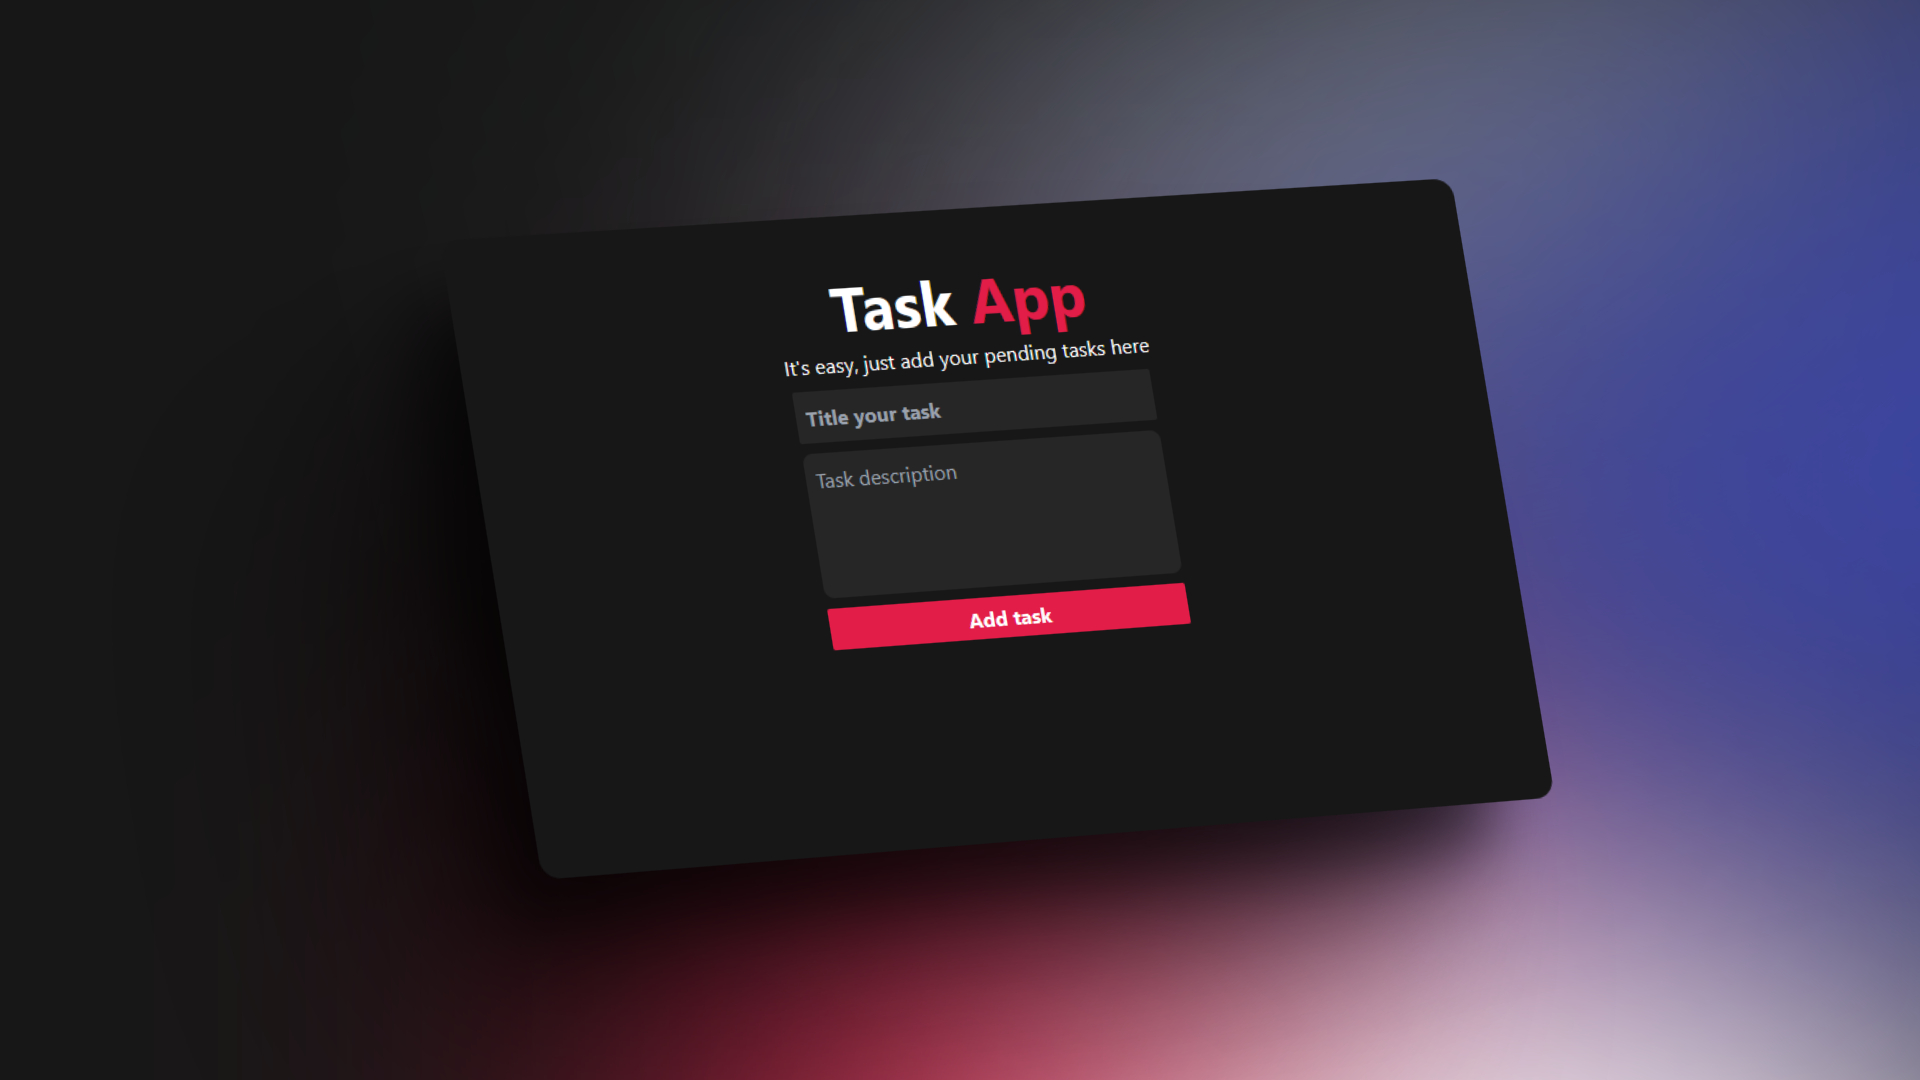 Task App
It's easy, just add your pending tasks here
Title your task
Task description
Add task